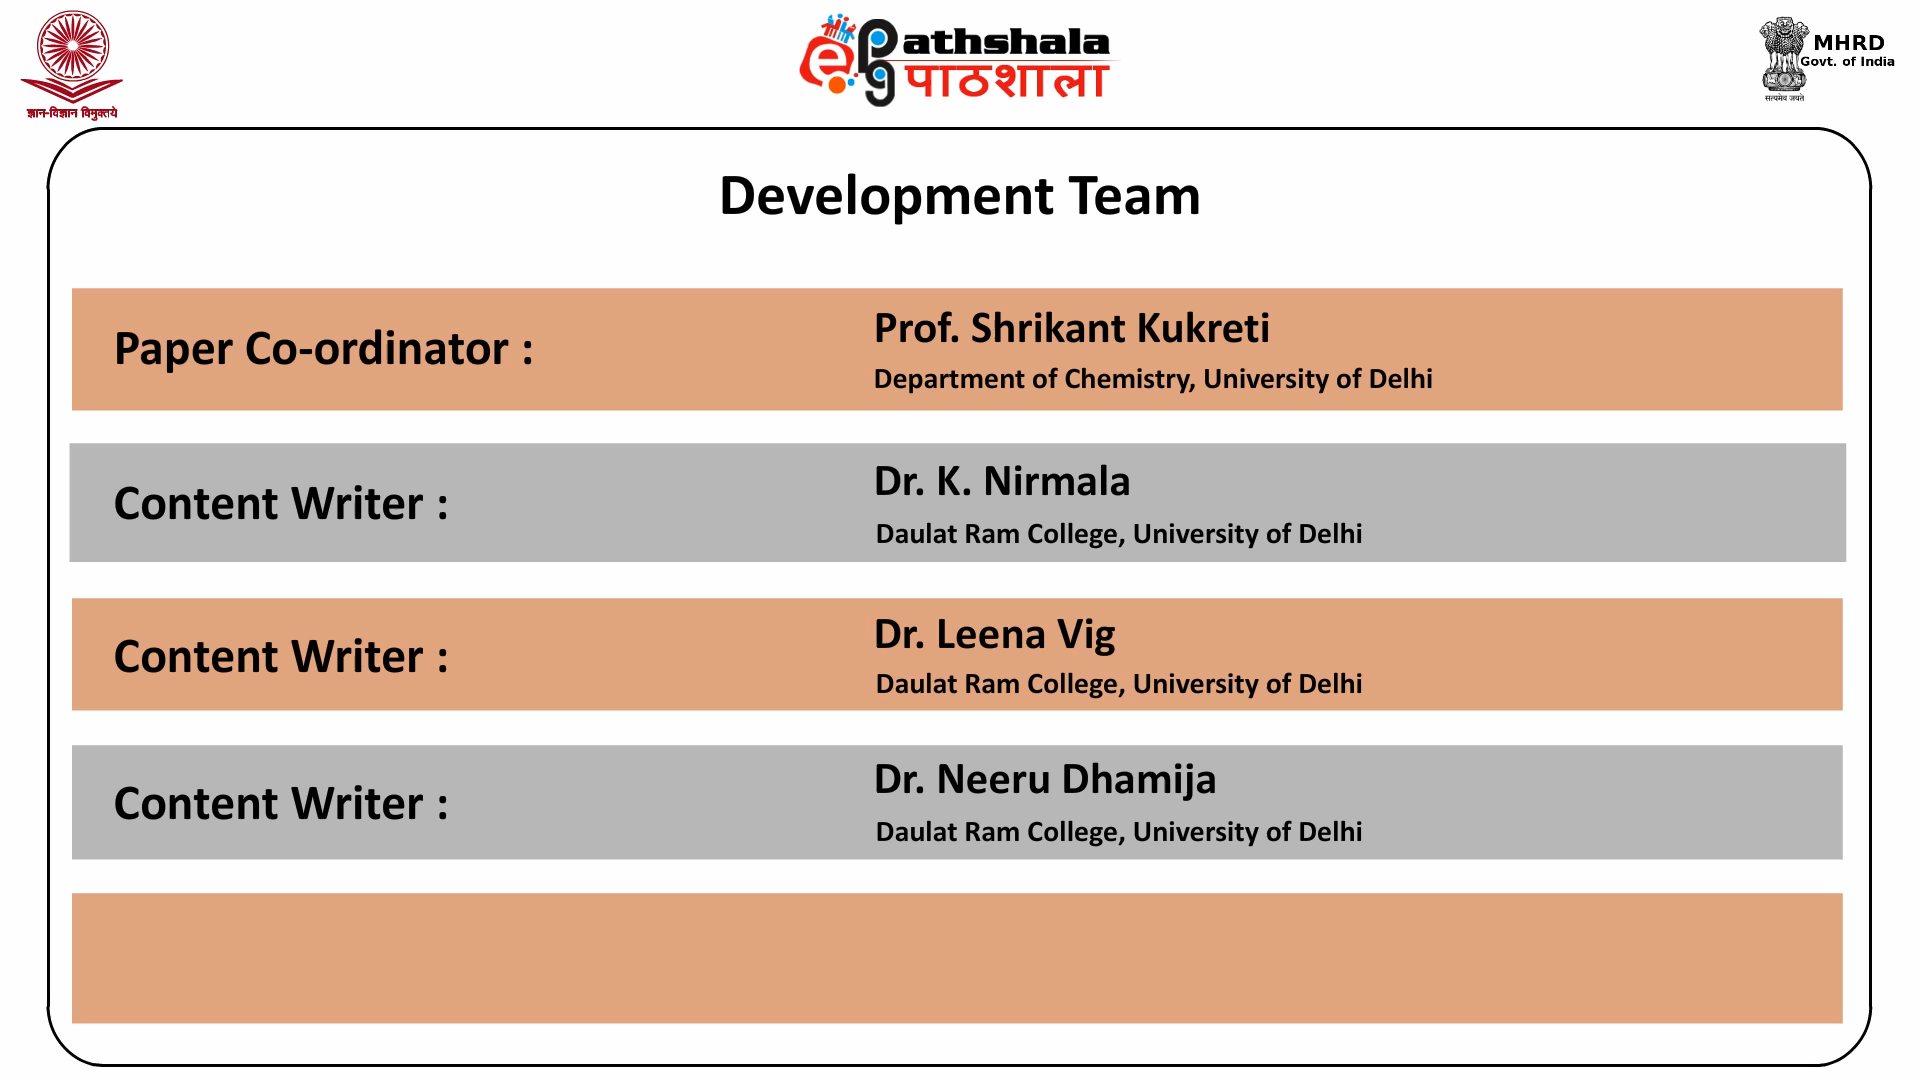 ज्ञान-विज्ञान विमुक्तये
e
pg
athshala
पाठशाला
MHRD
Govt. of India
सत्यमेव जयते
Development Team
Paper Co-ordinator :
Prof. Shrikant Kukreti
Department of Chemistry, University of Delhi
Content Writer :
Dr. K. Nirmala
Daulat Ram College, University of Delhi
Content Writer :
Dr. Leena Vig
Daulat Ram College, University of Delhi
Content Writer :
Dr. Neeru Dhamija
Daulat Ram College, University of Delhi